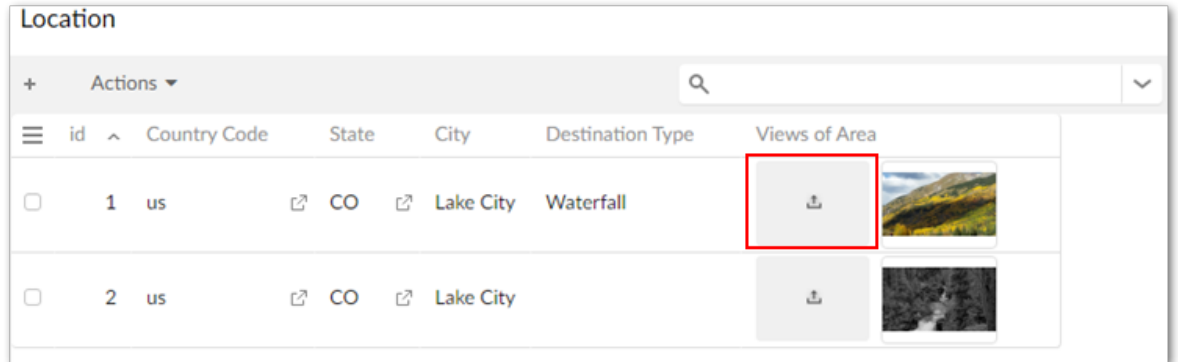 Location
+ Actions
id Country Code State City Destination Type Views of Area
1 us CO Lake City Waterfall
2 us CO Lake City